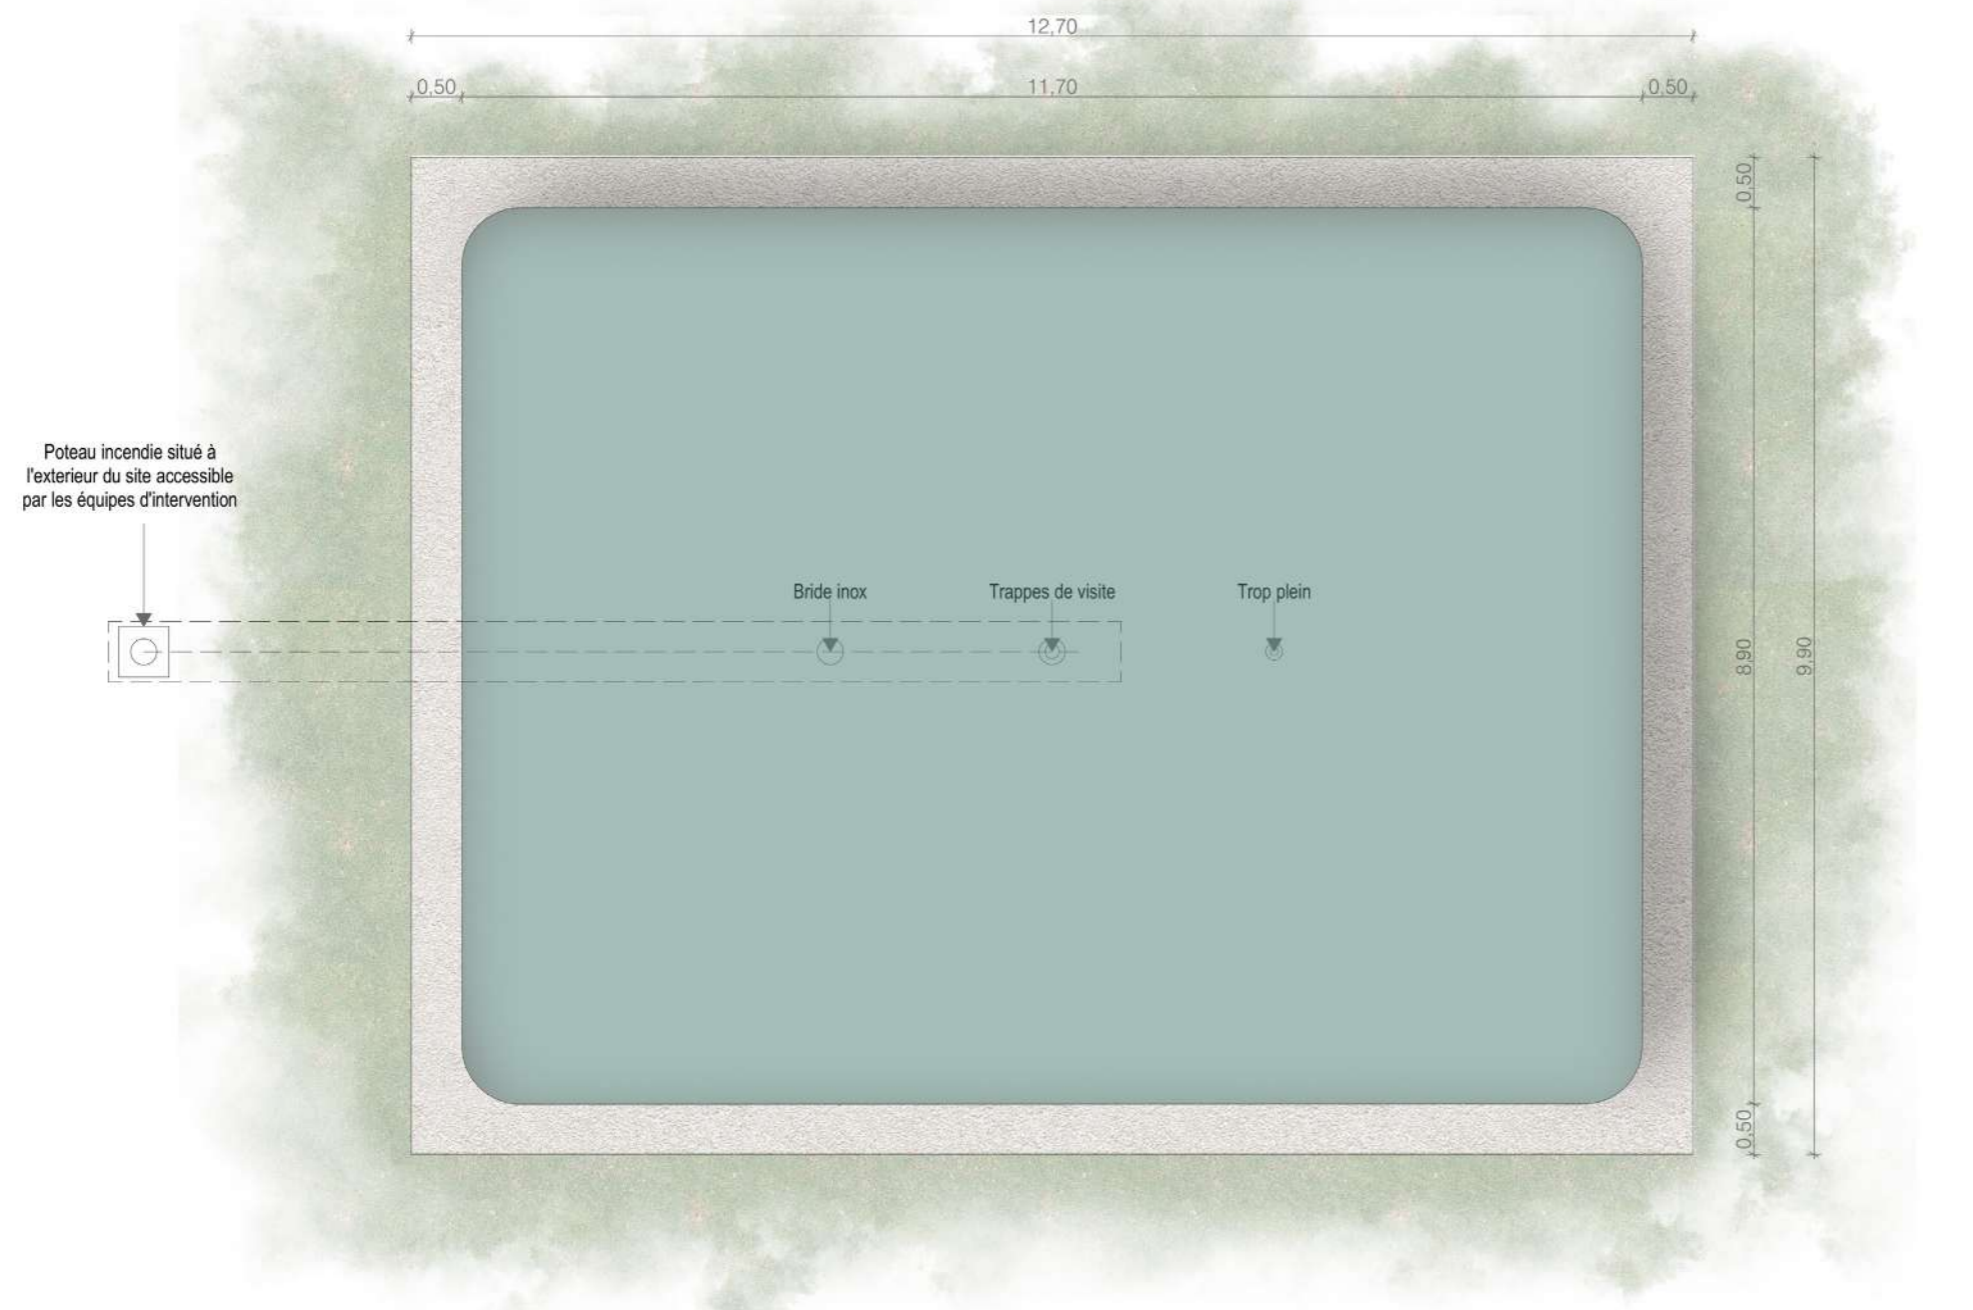 12,70
0,50
11,70
0,50
0,50
Poteau incendie situé à
l'exterieur du site accessible
par les équipes d'intervention
Bride inox
Trappes de visite
Trop plein
8,90
9,90
0,50